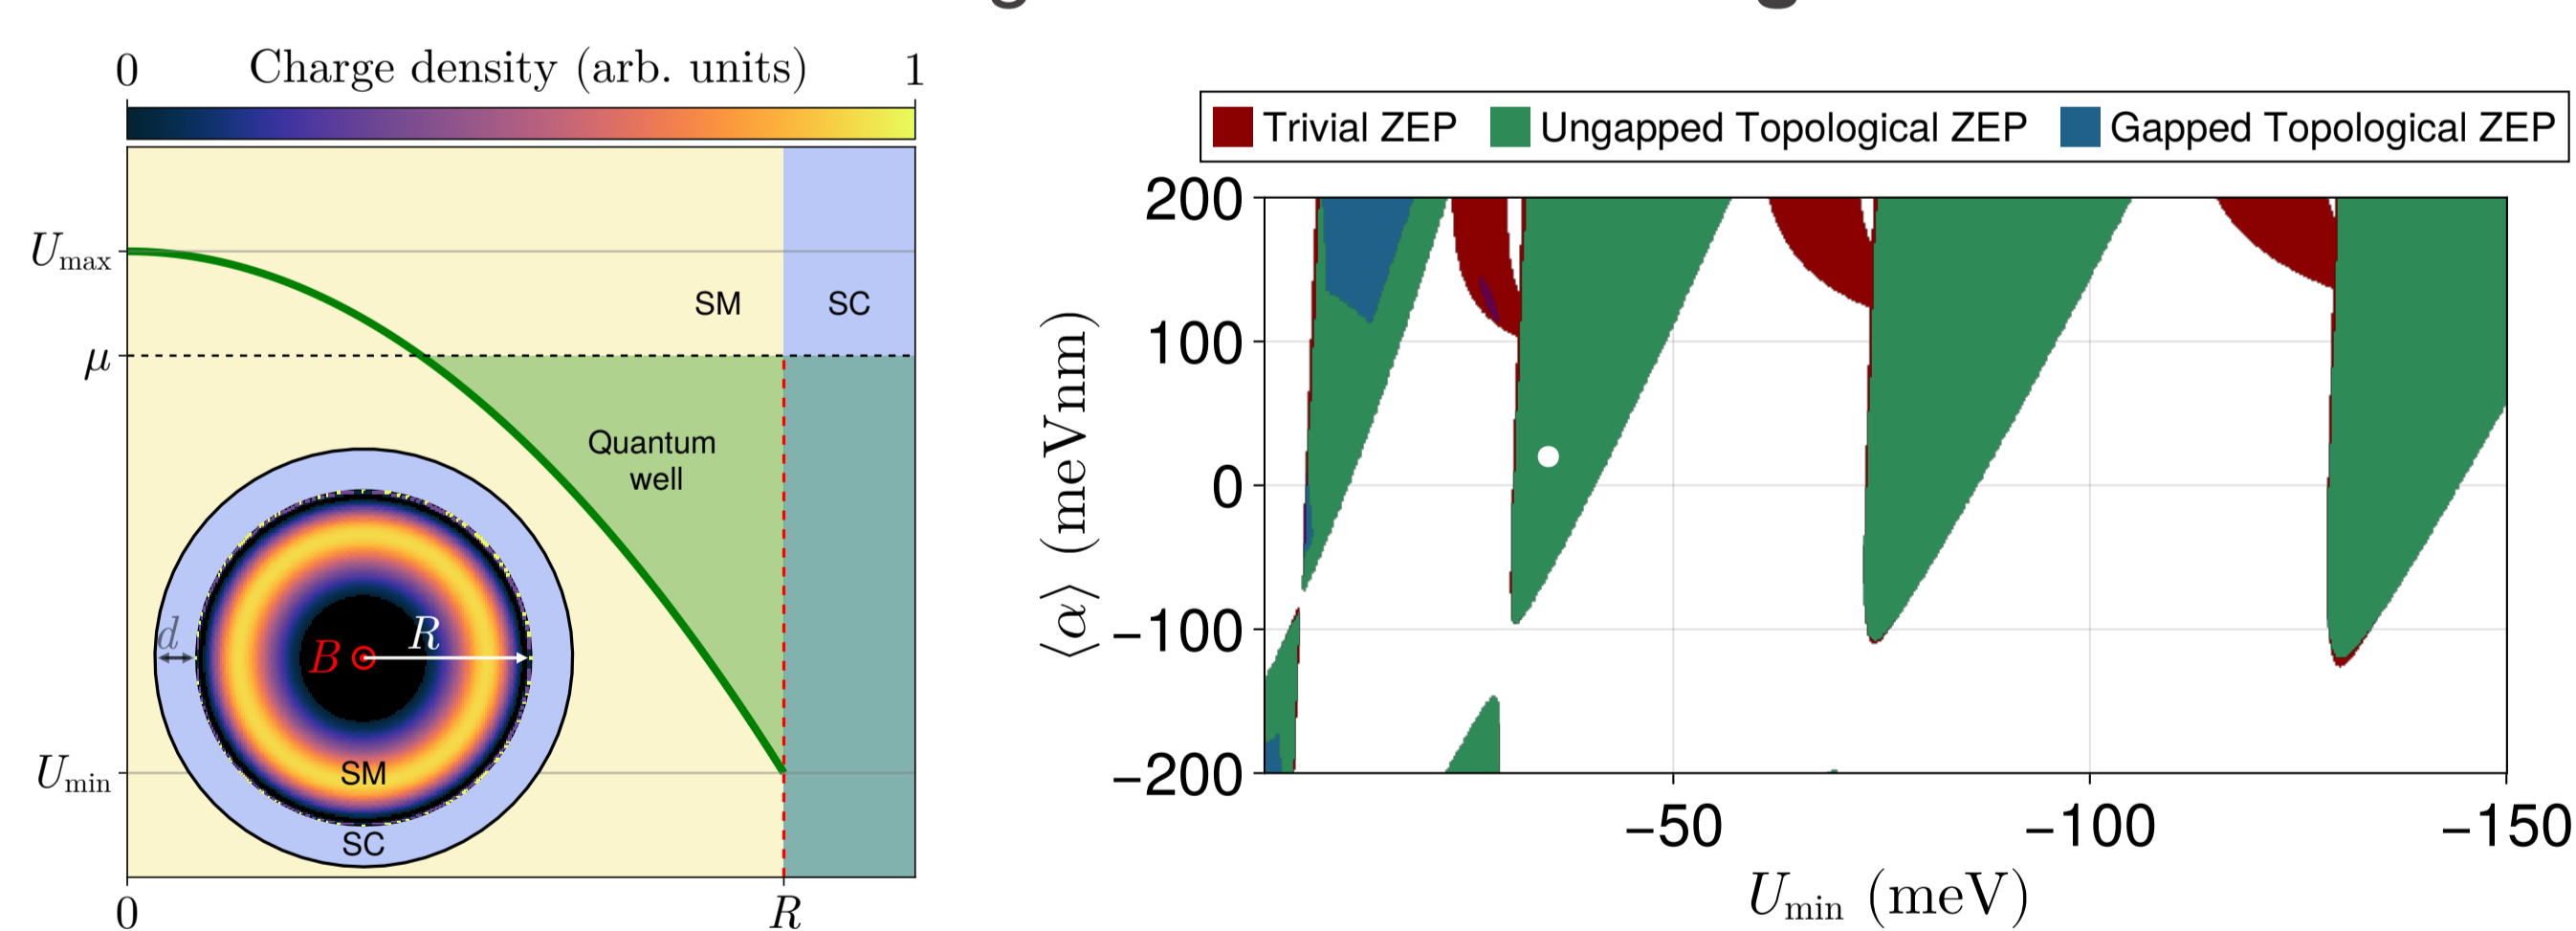 0 Charge density (arb. units) 1
U_max
SM SC
μ
Quantum
well
d
B
R
SM
SC
U_min
0 R
Trivial ZEP Ungapped Topological ZEP Gapped Topological ZEP
200
100
0
−100
−200
⟨α⟩ (meVnm)
−50 −100 −150
U_min (meV)